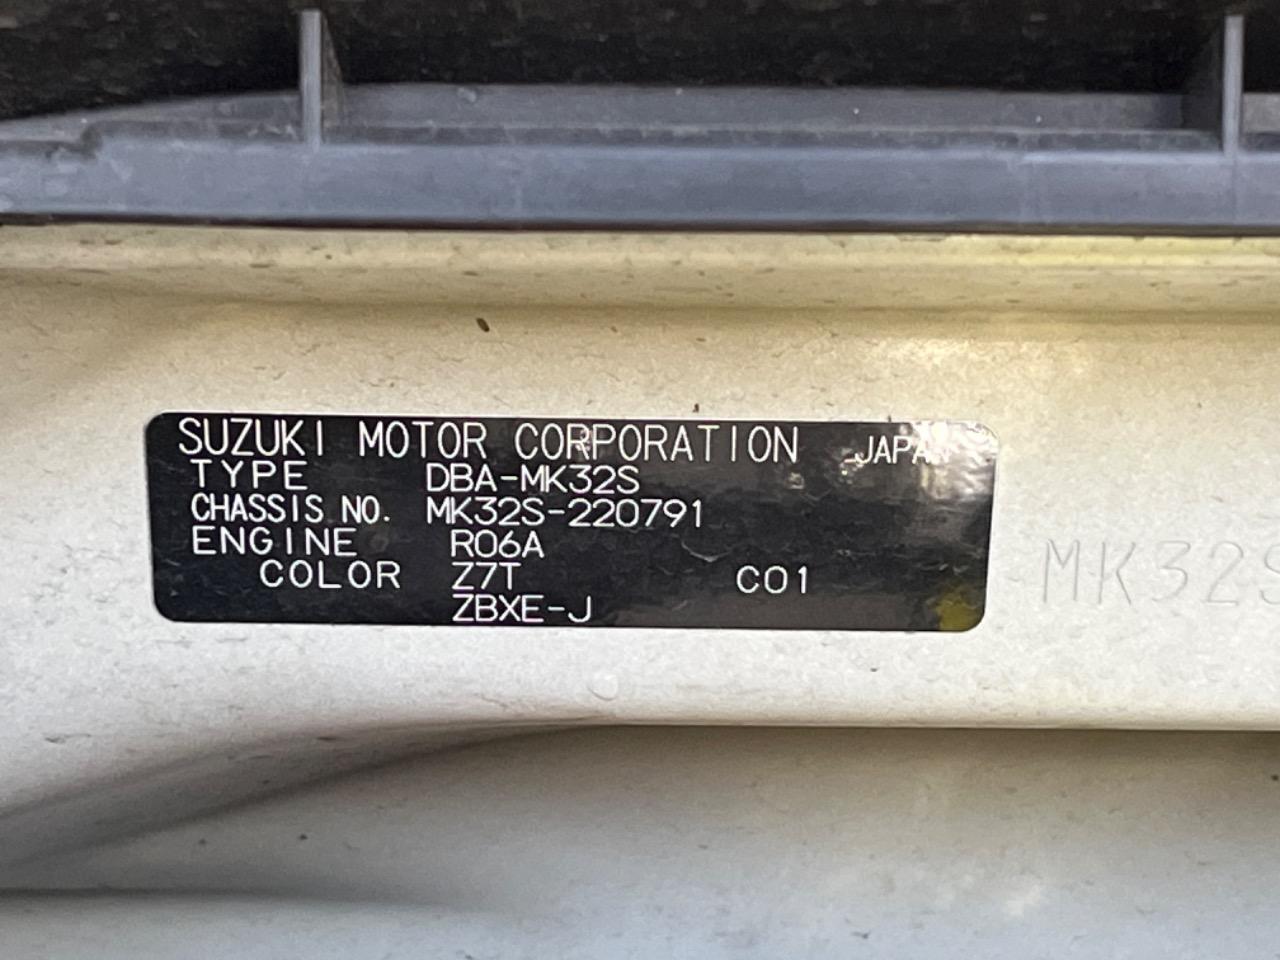 SUZUKI MOTOR CORPORATION JAPAN
TYPE DBA-MK32S
CHASSIS NO. MK32S-220791
ENGINE R06A
COLOR Z7T C01
ZBXE-J
MK32S